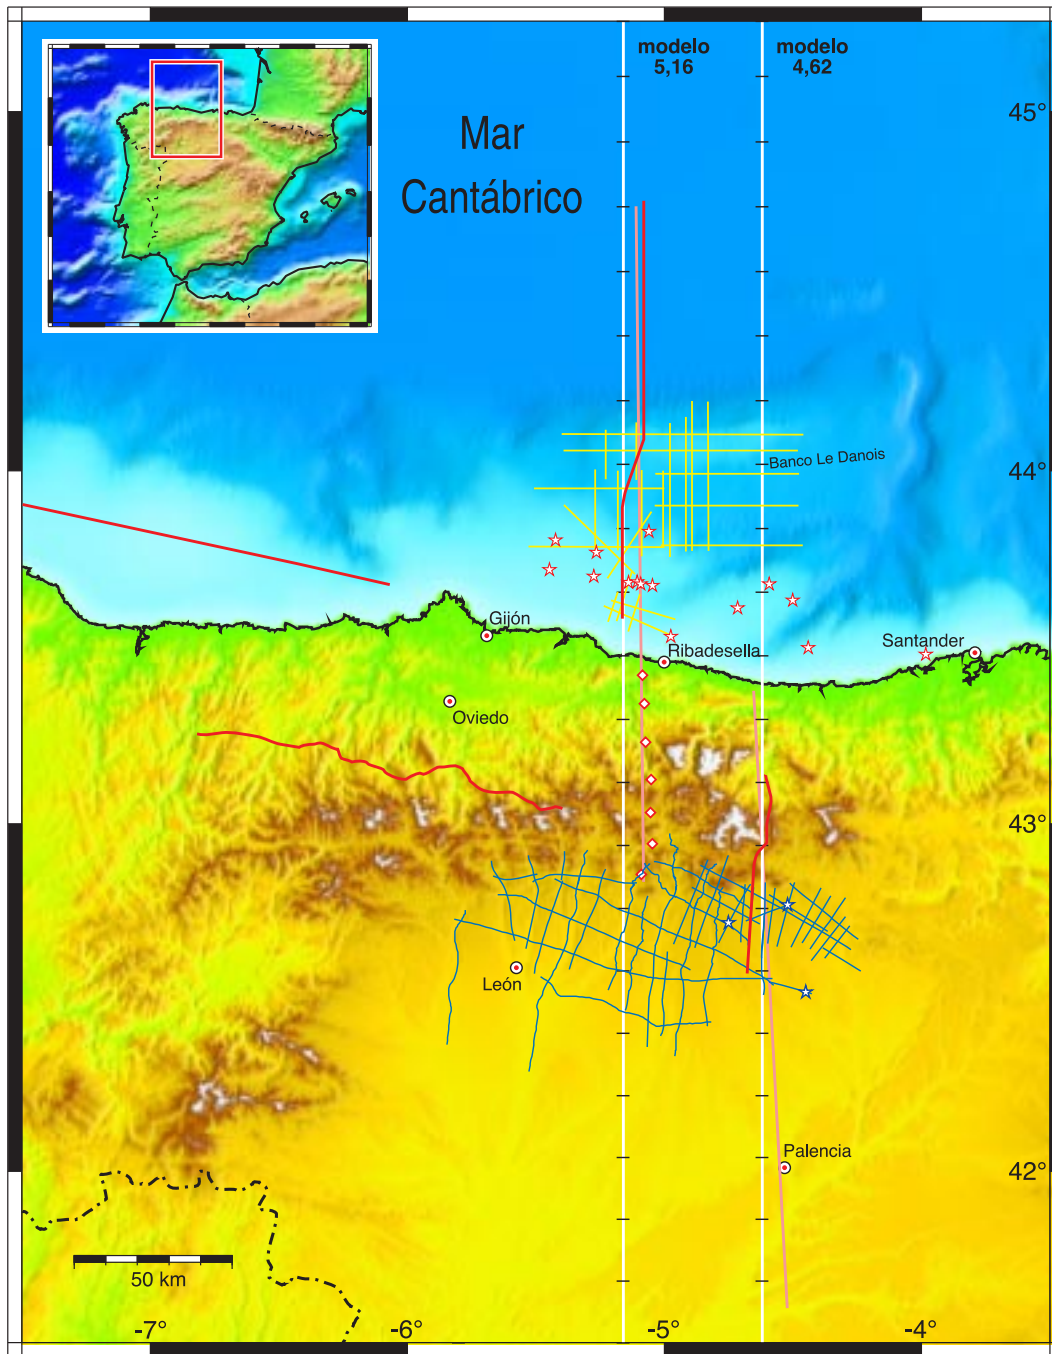 modelo
5,16
modelo
4,62
45°
Mar
Cantábrico
Banco Le Danois
44°
Gijón
Ribadesella
Santander
Oviedo
43°
León
Palencia
42°
50 km
-7°
-6°
-5°
-4°